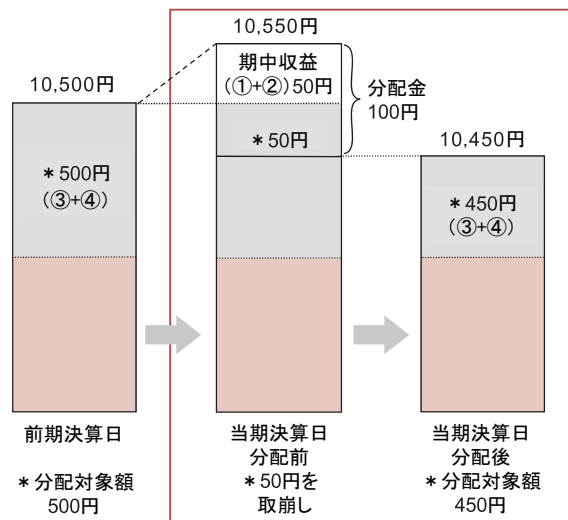 10,550円
期中収益
(①+②)50円
分配金
100円
10,500円
10,450円
＊50円
＊500円
(③+④)
＊450円
(③+④)
前期決算日
＊分配対象額
500円
当期決算日
分配前
＊50円を
取崩し
当期決算日
分配後
＊分配対象額
450円